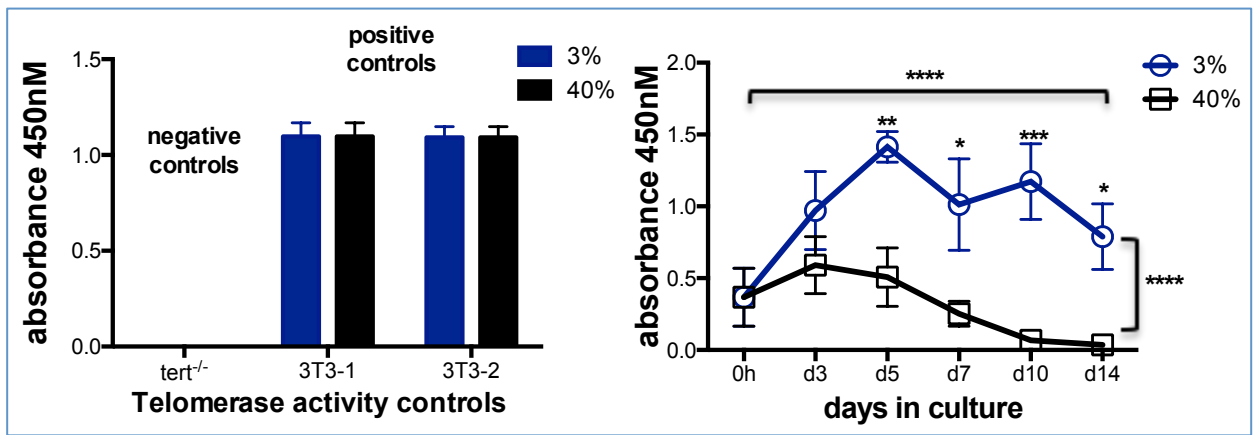 positive
controls
3%
40%
negative
controls
absorbance 450nM
1.5
1.0
0.5
0.0
tert-/-
3T3-1
3T3-2
Telomerase activity controls
3%
40%
absorbance 450nM
2.0
1.5
1.0
0.5
0.0
****
**
*
***
*
****
0h
d3
d5
d7
d10
d14
days in culture